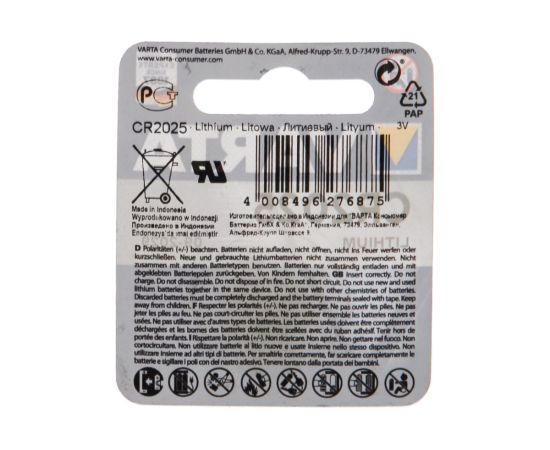 VARTA Consumer Batteries GmbH & Co. KGaA, Alfred-Krupp-Str. 9, D-73479 Ellwangen,
www.varta-consumer.com
21
PAP
CR2025 · Lithium · Litowa · Литиевый · Lityum · 3V
4 008496 276875
Made in Indonesia
Wyprodukowano w Indonezji
Произведено в Индонезии
Endonezya'da imal edilmiştir
Изготовителъ:сделано в Индонезии для "ВАРТА Консюмер
Батериз ГмбХ & Ко.КГаА", Германия, 73479, Эльванген,
Альфред-Крупп Штрассе 9
D Polaritäten (+/-) beachten. Batterien nicht aufladen, nicht öffnen, nicht ins Feuer werfen oder
kurzschließen. Neue und gebrauchte Lithiumbatterien nicht zusammen verwenden. Nicht
zusammen mit anderen Batterietypen benutzen. Batterien nur vollständig entladen und mit
abgeklebten Batteriepolen zurückgeben. Von Kindern fernhalten. GB Insert correctly. Do not
charge. Do not open. Do not dispose of in fire. Do not short circuit. Do not use new and used
lithium batteries together in the same device. Do not use with other chemistries of batteries.
Discarded batteries must be completely discharged and the battery terminals sealed with tape. Keep
away from children. F Respecter les polarités (+/-). Ne pas recharger, ne pas ouvrir ni les piles. Ne pas
jeter les piles au feu. Ne pas court-circuiter les piles. Ne pas utiliser ensemble les batteries neuves et
usées. Ne pas utiliser avec d'autres types de batteries. Les batteries usées doivent être complètement
déchargées et les bornes des batteries doivent être couvertes avec du ruban adhésif. Tenir hors de
portée des enfants. I Rispettare le polarità (+/-). Non ricaricare. Non aprire. Non gettare nel fuoco. Non
cortocircuitare. Non utilizzare batterie al litio nuove e usate insieme nello stesso dispositivo. Non
utilizzare insieme ad altri tipi di batterie. Per smaltirle correttamente, far scaricare completamente le
batterie e sigillare i poli con del nastro adesivo. Tenere lontano dalla portata dei bambini.